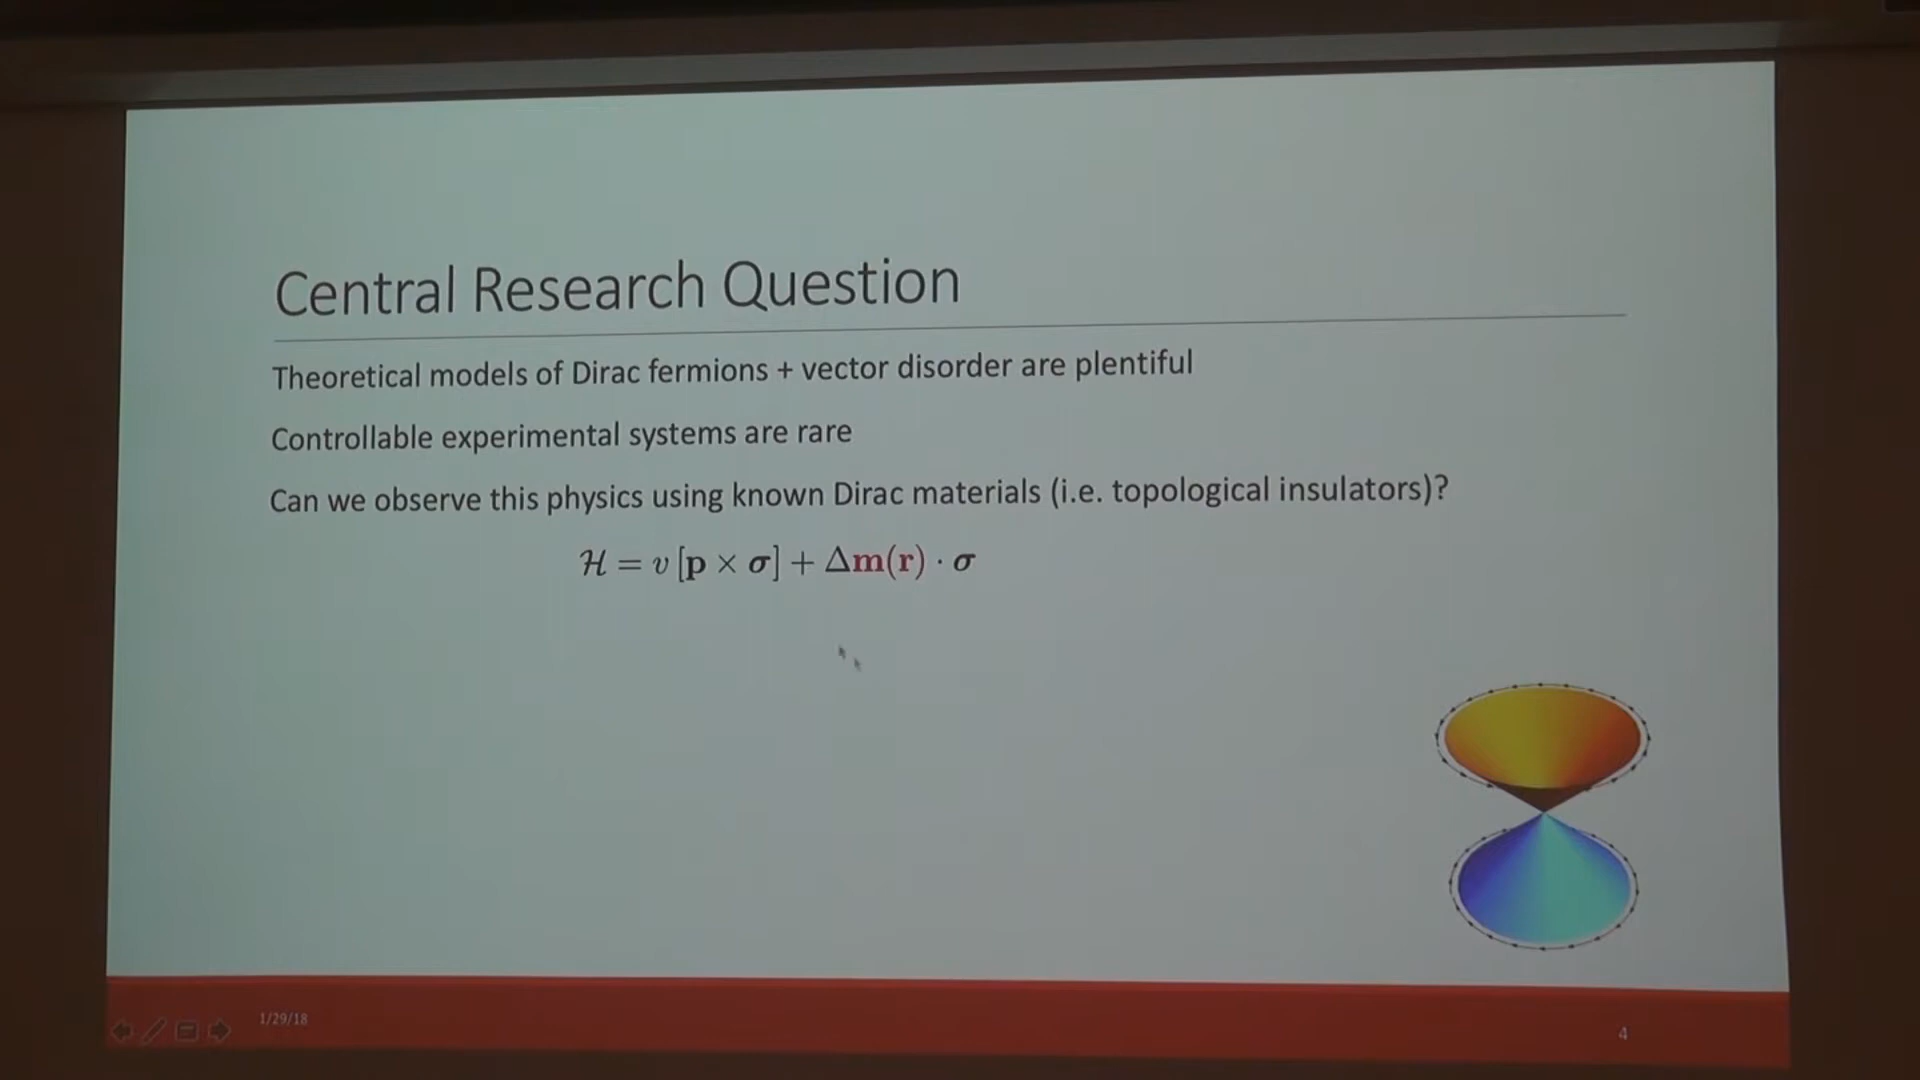 Central Research Question
Theoretical models of Dirac fermions + vector disorder are plentiful
Controllable experimental systems are rare
Can we observe this physics using known Dirac materials (i.e. topological insulators)?
ℋ = v [𝐩 × 𝝈] + Δ𝐦(𝐫) · 𝝈
1/29/18
4